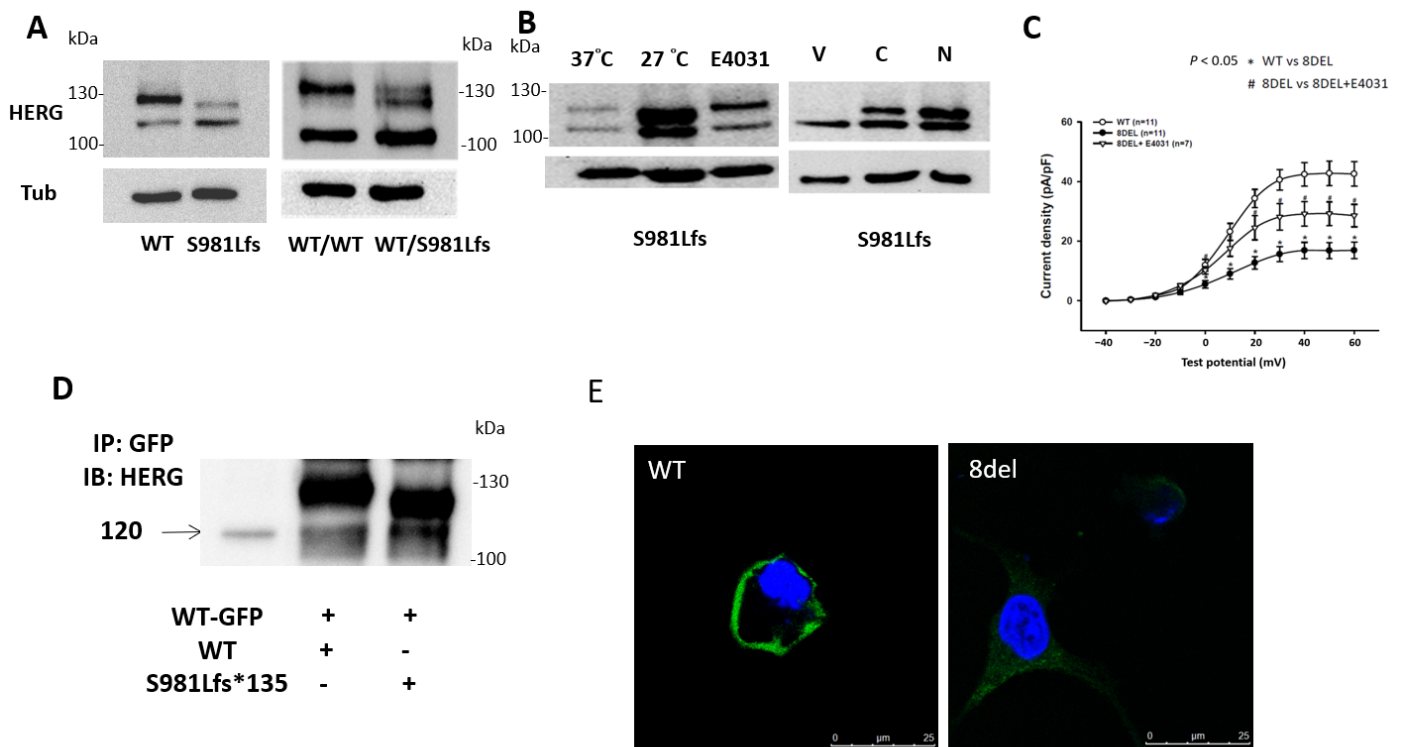 A
kDa
HERG
130-
100-
Tub
WT S981Lfs
kDa
-130
-100
WT/WT WT/S981Lfs
B
kDa
37°C 27 °C E4031
130-
100-
S981Lfs
V C N
S981Lfs
C
P < 0.05 * WT vs 8DEL
# 8DEL vs 8DEL+E4031
WT (n=11)
8DEL (n=11)
8DEL+ E4031 (n=7)
Current density (pA/pF)
60
40
20
0
−40 −20 0 20 40 60
Test potential (mV)
D
IP: GFP
IB: HERG
120
kDa
-130
-100
WT-GFP + +
WT + -
S981Lfs*135 - +
E
WT
0 µm 25
8del
0 µm 25